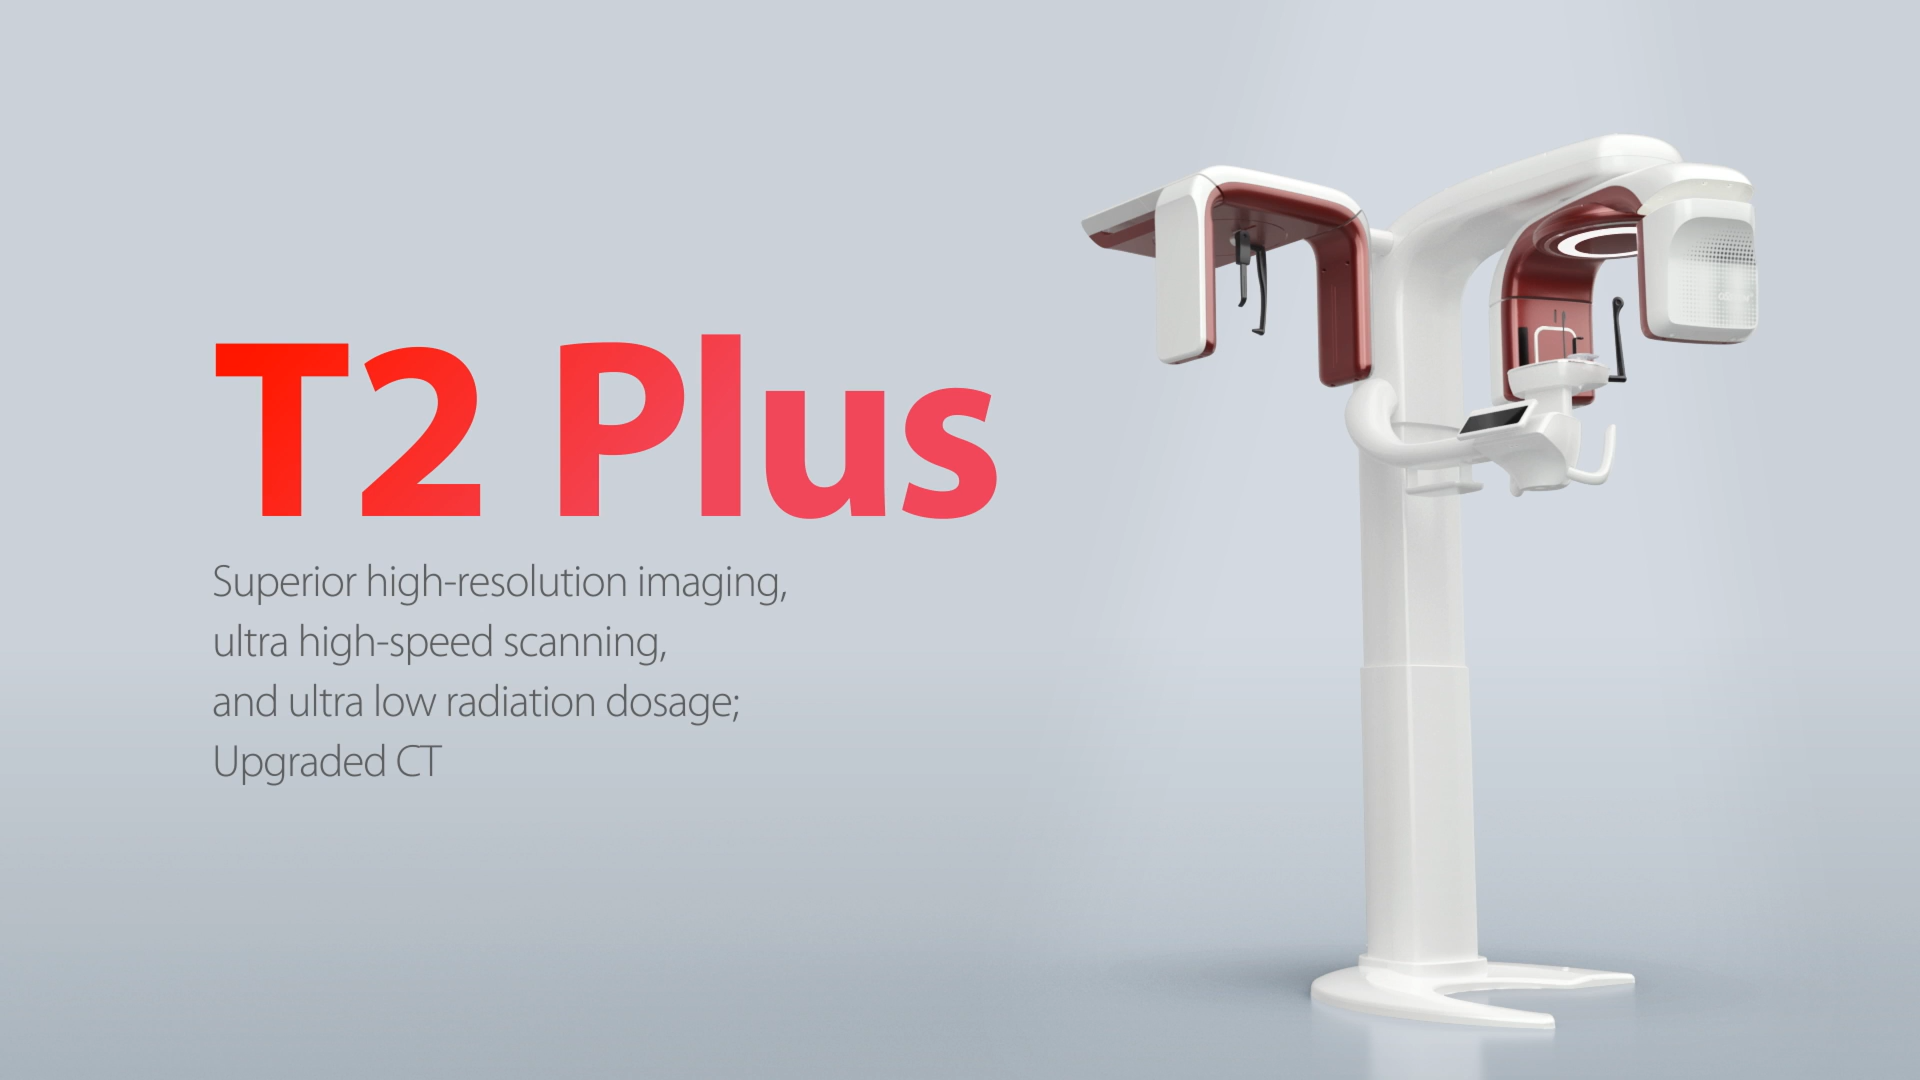 T2 Plus
Superior high-resolution imaging,
ultra high-speed scanning,
and ultra low radiation dosage;
Upgraded CT